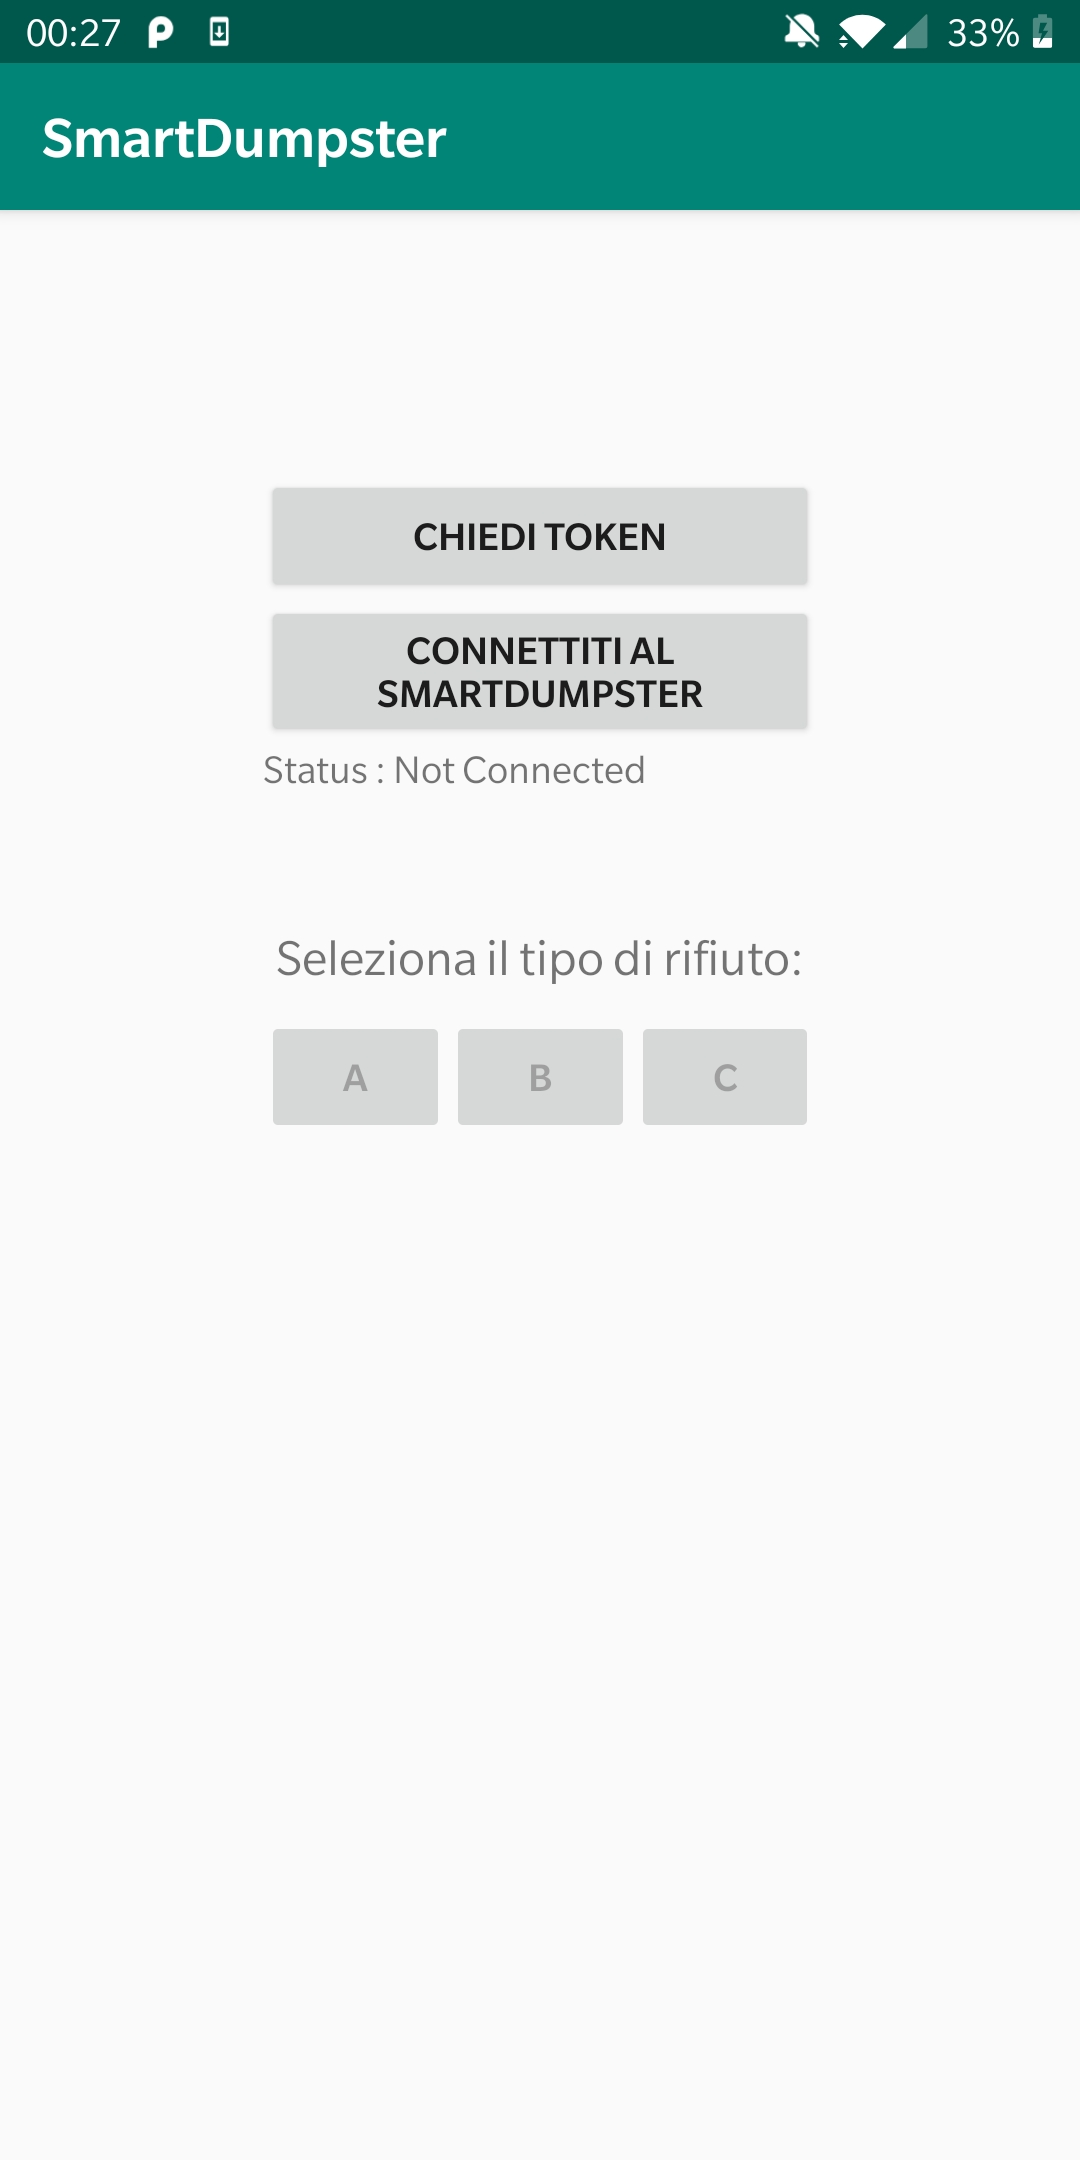 00:27
33%
SmartDumpster
CHIEDI TOKEN
CONNETTITI AL
SMARTDUMPSTER
Status : Not Connected
Seleziona il tipo di rifiuto:
A B C